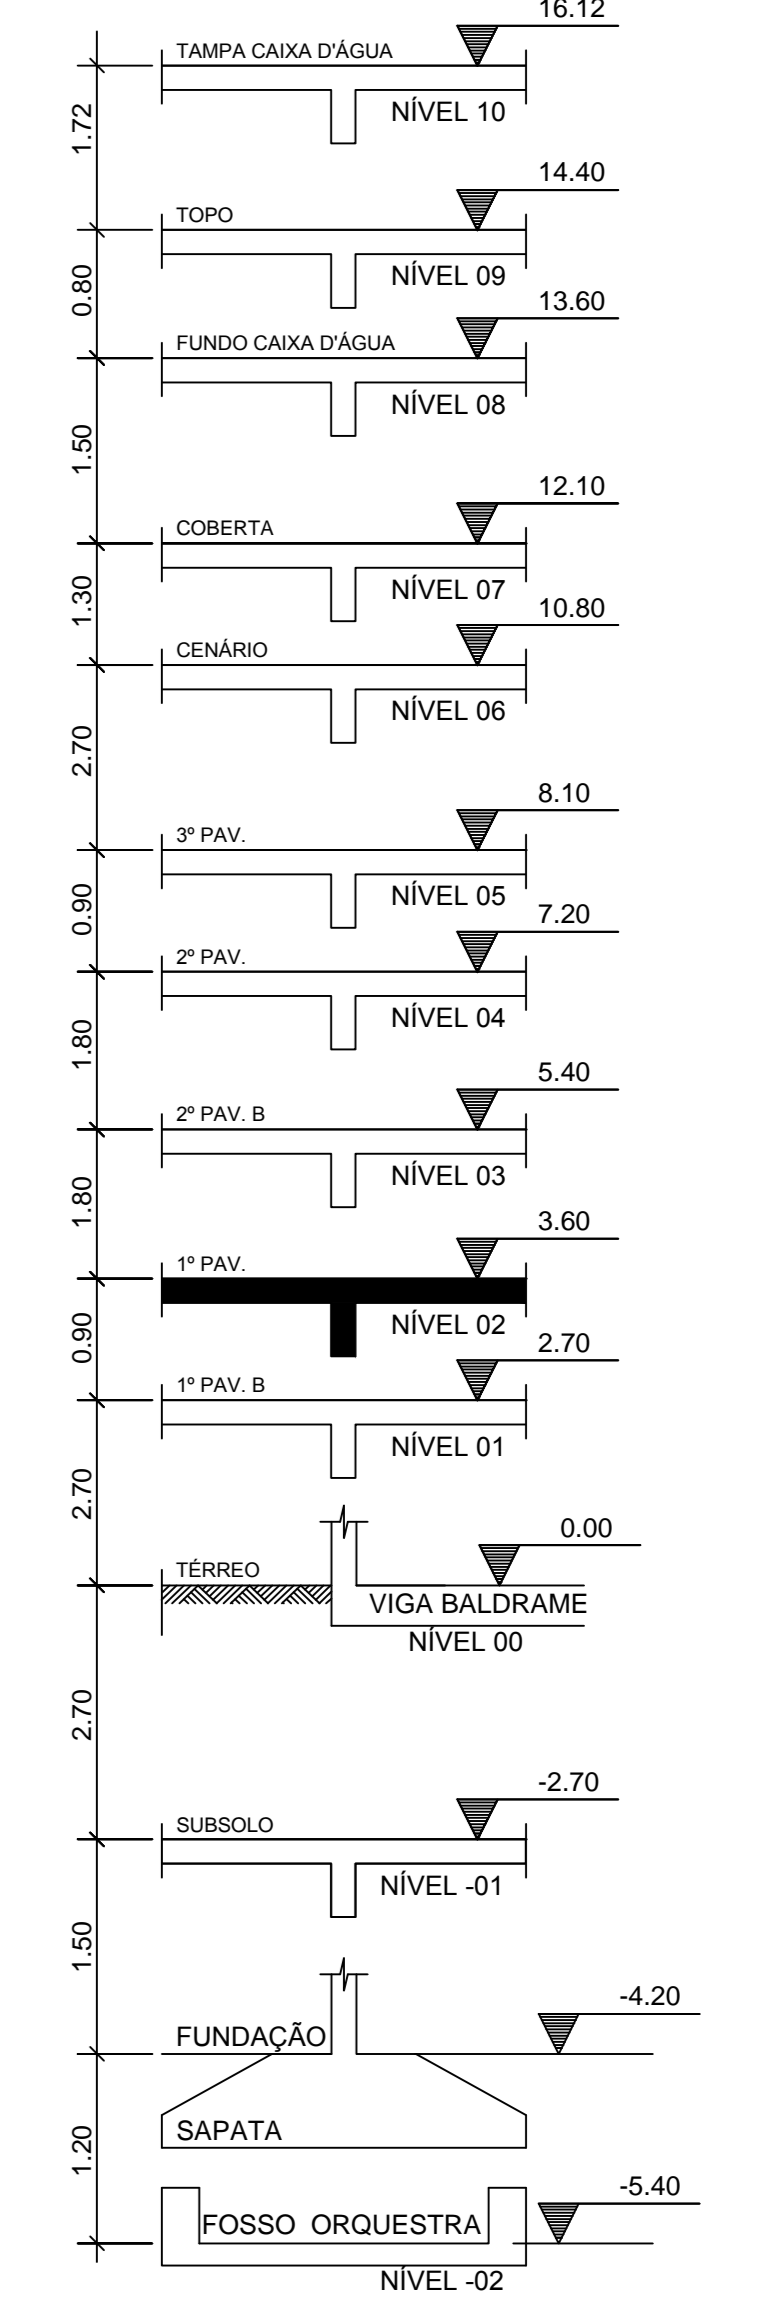 16.12
TAMPA CAIXA D'ÁGUA
NÍVEL 10
1.72
14.40
TOPO
NÍVEL 09
0.80
13.60
FUNDO CAIXA D'ÁGUA
NÍVEL 08
1.50
12.10
COBERTA
NÍVEL 07
1.30
10.80
CENÁRIO
NÍVEL 06
2.70
8.10
3º PAV.
NÍVEL 05
0.90
7.20
2º PAV.
NÍVEL 04
1.80
5.40
2º PAV. B
NÍVEL 03
1.80
3.60
1º PAV.
NÍVEL 02
0.90
2.70
1º PAV. B
NÍVEL 01
2.70
0.00
TÉRREO
VIGA BALDRAME
NÍVEL 00
2.70
-2.70
SUBSOLO
NÍVEL -01
1.50
-4.20
FUNDAÇÃO
SAPATA
1.20
-5.40
FOSSO ORQUESTRA
NÍVEL -02